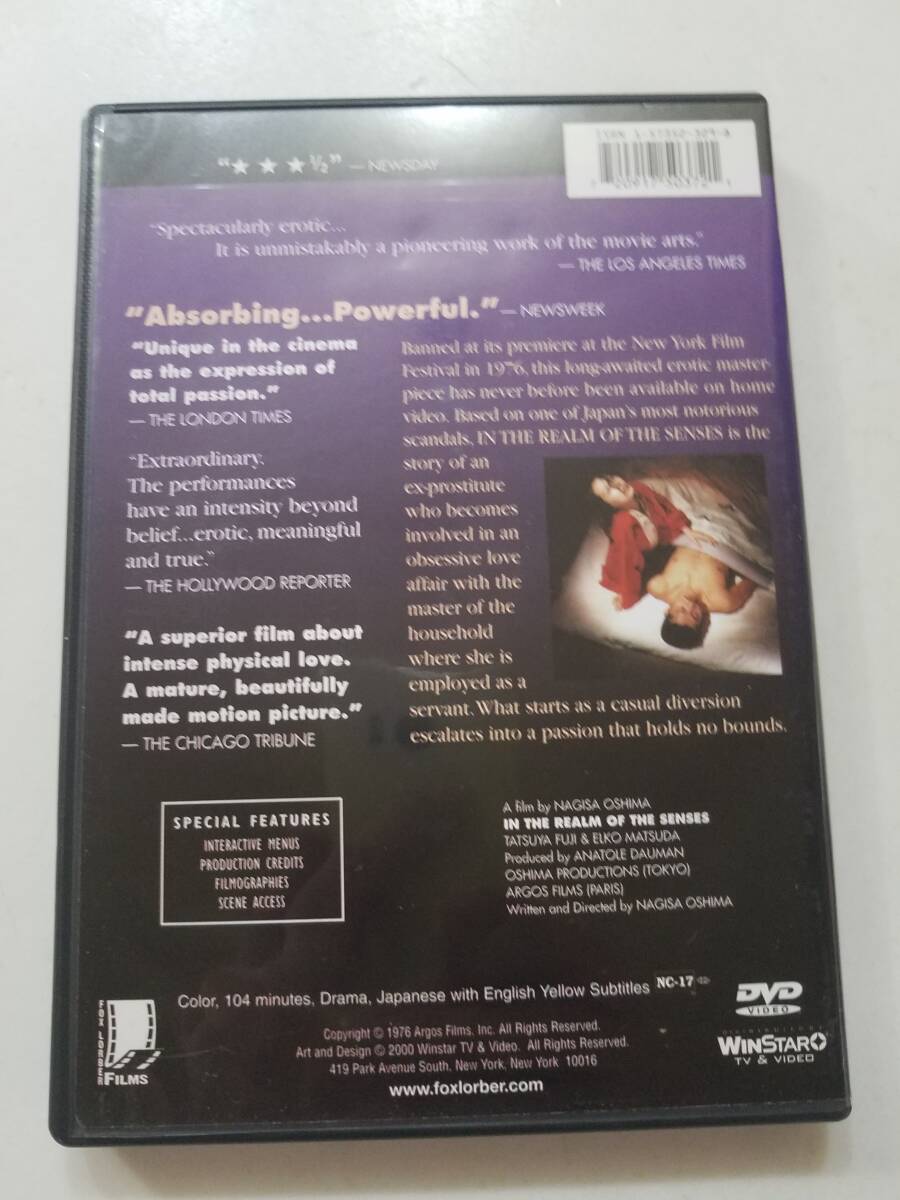 "★ ★ ★ ½" — NEWSDAY
"Spectacularly erotic...
It is unmistakably a pioneering work of the movie arts."
— THE LOS ANGELES TIMES
"Absorbing...Powerful." — NEWSWEEK
"Unique in the cinema
as the expression of
total passion."
— THE LONDON TIMES
"Extraordinary.
The performances
have an intensity beyond
belief...erotic, meaningful
and true."
— THE HOLLYWOOD REPORTER
"A superior film about
intense physical love.
A mature, beautifully
made motion picture."
— THE CHICAGO TRIBUNE
Banned at its premiere at the New York Film
Festival in 1976, this long-awaited erotic master-
piece has never before been available on home
video. Based on one of Japan's most notorious
scandals, IN THE REALM OF THE SENSES is the
story of an
ex-prostitute
who becomes
involved in an
obsessive love
affair with the
master of the
household
where she is
employed as a
servant. What starts as a casual diversion
escalates into a passion that holds no bounds.
SPECIAL FEATURES
INTERACTIVE MENUS
PRODUCTION CREDITS
FILMOGRAPHIES
SCENE ACCESS
A film by NAGISA OSHIMA
IN THE REALM OF THE SENSES
TATSUYA FUJI & ELKO MATSUDA
Produced by ANATOLE DAUMAN
OSHIMA PRODUCTIONS (TOKYO)
ARGOS FILMS (PARIS)
Written and Directed by NAGISA OSHIMA
Color, 104 minutes, Drama, Japanese with English Yellow Subtitles NC-17
Copyright © 1976 Argos Films, Inc. All Rights Reserved.
Art and Design © 2000 Winstar TV & Video. All Rights Reserved.
419 Park Avenue South, New York, New York 10016
www.foxlorber.com
FOX LORBER
FILMS
DVD
VIDEO
WINSTAR
TV & VIDEO